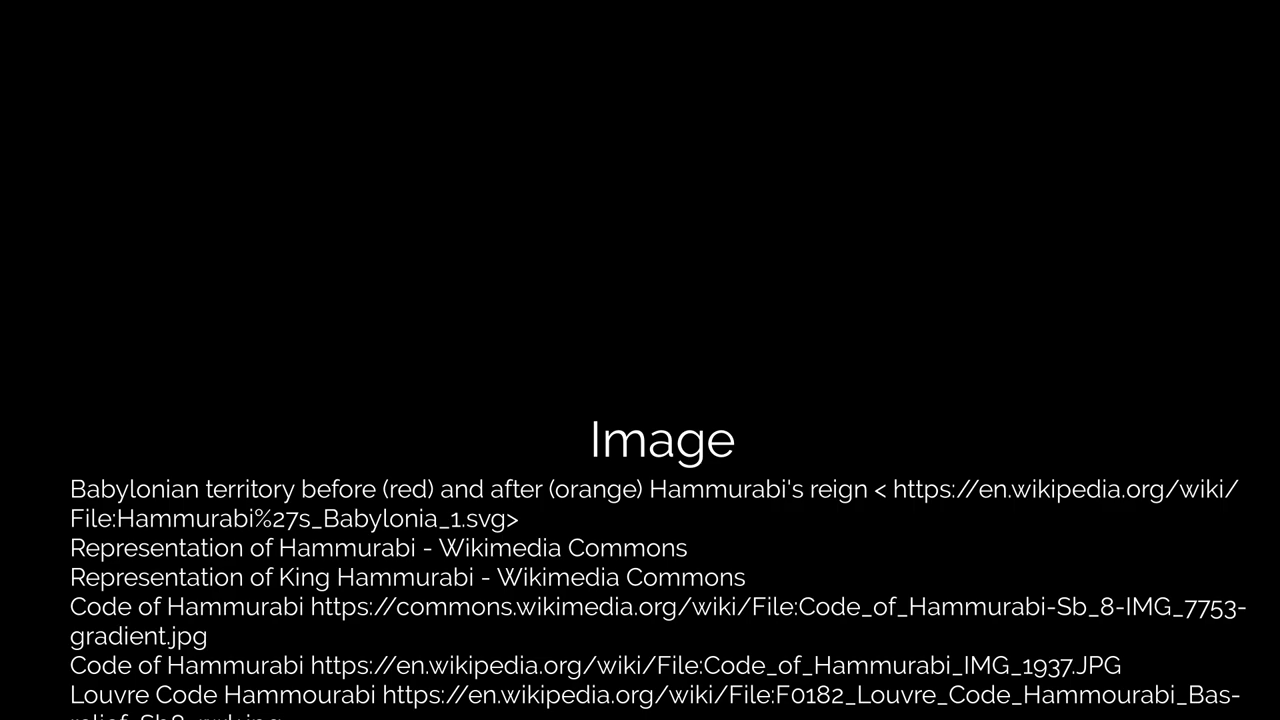 Image
Babylonian territory before (red) and after (orange) Hammurabi's reign < https://en.wikipedia.org/wiki/
File:Hammurabi%27s_Babylonia_1.svg>
Representation of Hammurabi - Wikimedia Commons
Representation of King Hammurabi - Wikimedia Commons
Code of Hammurabi https://commons.wikimedia.org/wiki/File:Code_of_Hammurabi-Sb_8-IMG_7753-
gradient.jpg
Code of Hammurabi https://en.wikipedia.org/wiki/File:Code_of_Hammurabi_IMG_1937.JPG
Louvre Code Hammourabi https://en.wikipedia.org/wiki/File:F0182_Louvre_Code_Hammourabi_Bas-